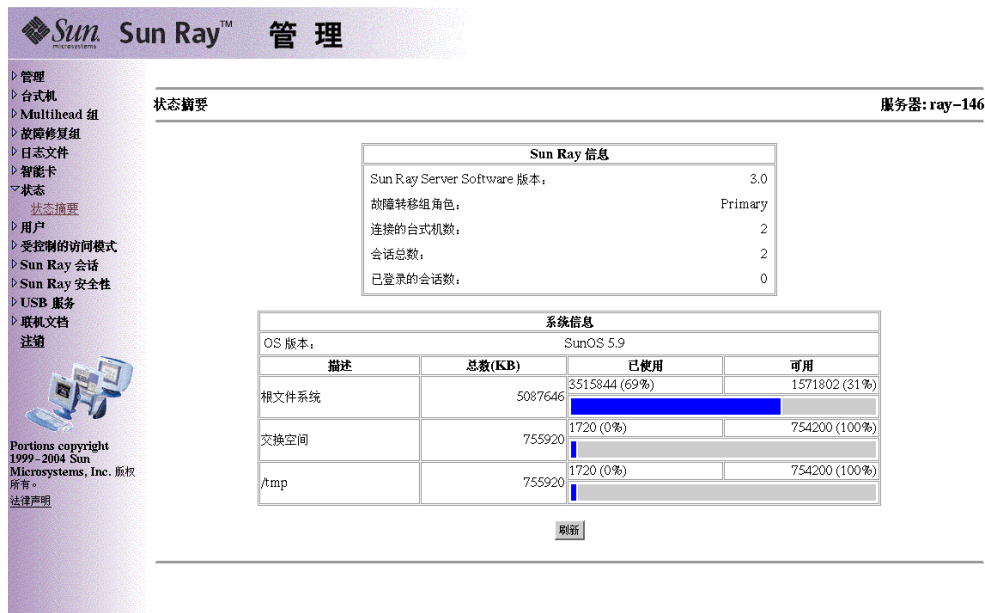 Sun
microsystems
Sun Ray™ 管 理
管理
台式机
Multihead 组
故障修复组
日志文件
智能卡
状态
状态摘要
用户
受控制的访问模式
Sun Ray 会话
Sun Ray 安全性
USB 服务
联机文档
注销
Portions copyright
1999-2004 Sun
Microsystems, Inc. 版权
所有。
法律声明
状态摘要 服务器: ray-146
Sun Ray 信息
Sun Ray Server Software 版本: 3.0
故障转移组角色: Primary
连接的台式机数: 2
会话总数: 2
已登录的会话数: 0
系统信息
OS 版本: SunOS 5.9
描述 总数(KB) 已使用 可用
根文件系统 5087646 3515844 (69%) 1571802 (31%)
交换空间 755920 1720 (0%) 754200 (100%)
/tmp 755920 1720 (0%) 754200 (100%)
刷新